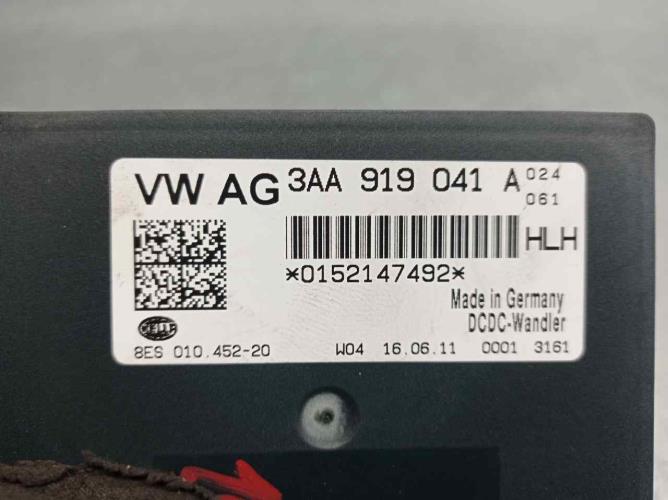 VW AG 3AA 919 041 A 024
061
HLH
*0152147492*
Made in Germany
DCDC-Wandler
HELLA
8ES 010.452-20 W04 16.06.11 0001 3161